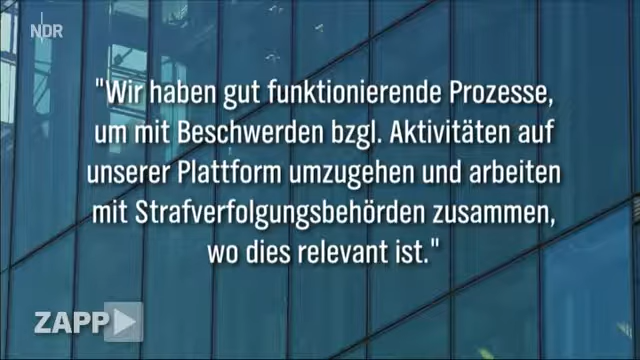 NDR
"Wir haben gut funktionierende Prozesse,
um mit Beschwerden bzgl. Aktivitäten auf
unserer Plattform umzugehen und arbeiten
mit Strafverfolgungsbehörden zusammen,
wo dies relevant ist."
ZAPP